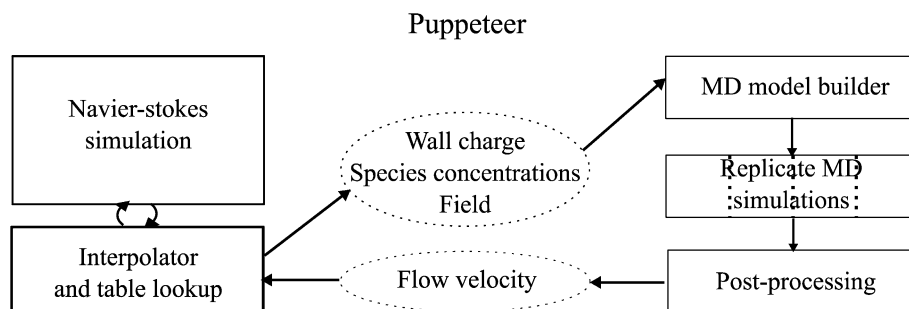 Puppeteer
Navier-stokes
simulation
Wall charge
Species concentrations
Field
MD model builder
Replicate MD
simulations
Interpolator
and table lookup
Flow velocity
Post-processing